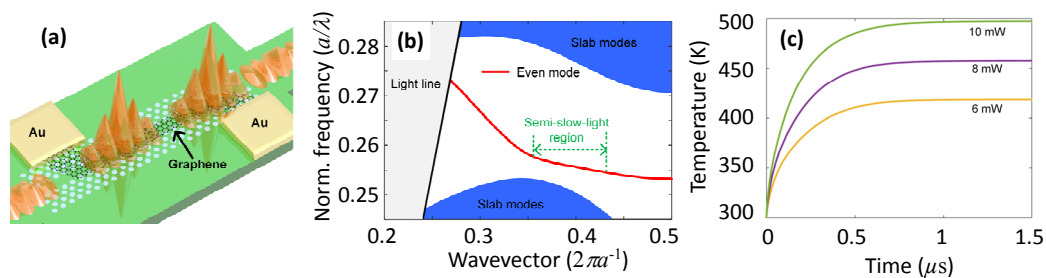 (a)
Au
Au
Graphene
(b)
Norm. frequency (a/λ)
0.28
0.27
0.26
0.25
Light line
Slab modes
Even mode
Semi-slow-light
region
Slab modes
0.2
0.3
0.4
0.5
Wavevector (2πa⁻¹)
(c)
Temperature (K)
500
450
400
350
300
10 mW
8 mW
6 mW
0
0.5
1
1.5
Time (μs)